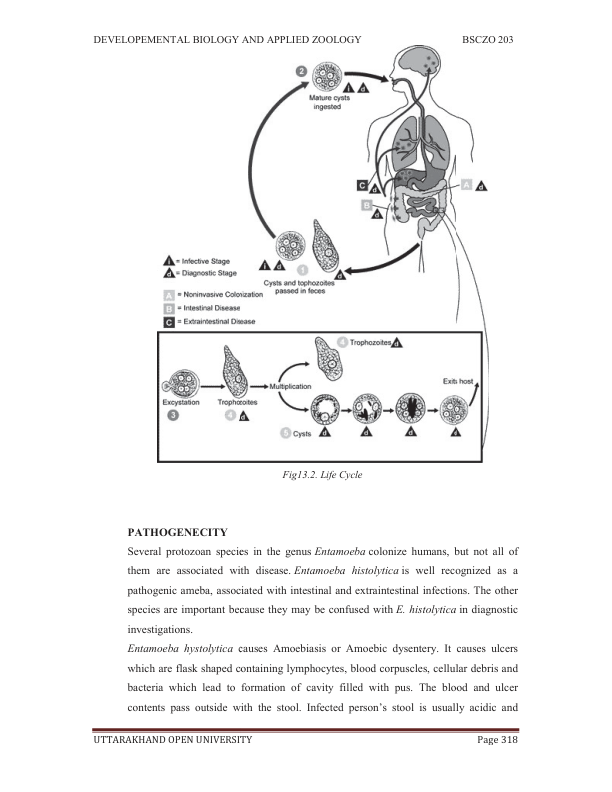 DEVELOPEMENTAL BIOLOGY AND APPLIED ZOOLOGY BSCZO 203
2
i d
Mature cysts
ingested
C d
A d
B
d
i = Infective Stage
d = Diagnostic Stage
i d
1
d
Cysts and tophozoites
passed in feces
A = Noninvasive Colonization
B = Intestinal Disease
C = Extraintestinal Disease
4 Trophozoites d
Exit host
Multiplication
Excystation
3
Trophozoites
4 d
5 Cysts d d d
Fig13.2. Life Cycle
PATHOGENECITY
Several protozoan species in the genus Entamoeba colonize humans, but not all of
them are associated with disease. Entamoeba histolytica is well recognized as a
pathogenic ameba, associated with intestinal and extraintestinal infections. The other
species are important because they may be confused with E. histolytica in diagnostic
investigations.
Entamoeba hystolytica causes Amoebiasis or Amoebic dysentery. It causes ulcers
which are flask shaped containing lymphocytes, blood corpuscles, cellular debris and
bacteria which lead to formation of cavity filled with pus. The blood and ulcer
contents pass outside with the stool. Infected person’s stool is usually acidic and
UTTARAKHAND OPEN UNIVERSITY Page 318